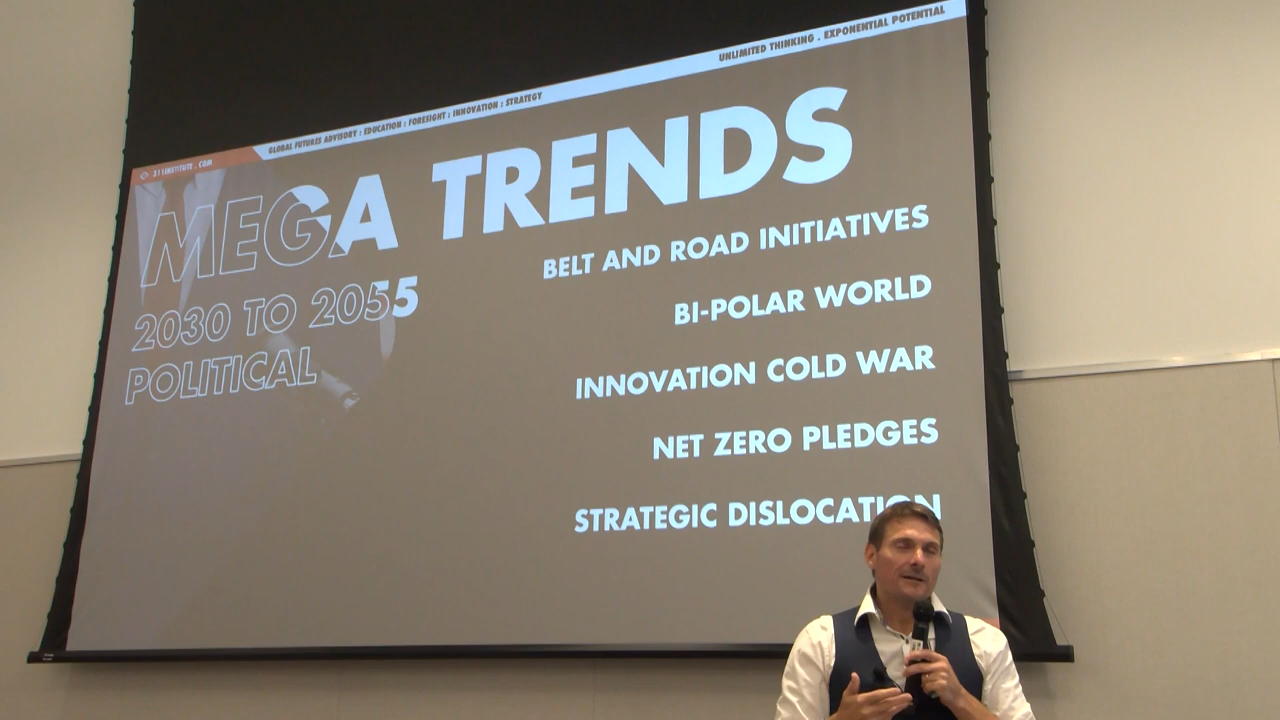 311INSTITUTE . COM
GLOBAL FUTURES ADVISORY : EDUCATION : FORESIGHT : INNOVATION : STRATEGY
UNLIMITED THINKING . EXPONENTIAL POTENTIAL
MEGA TRENDS
2030 TO 2055
POLITICAL
BELT AND ROAD INITIATIVES
BI-POLAR WORLD
INNOVATION COLD WAR
NET ZERO PLEDGES
STRATEGIC DISLOCATION